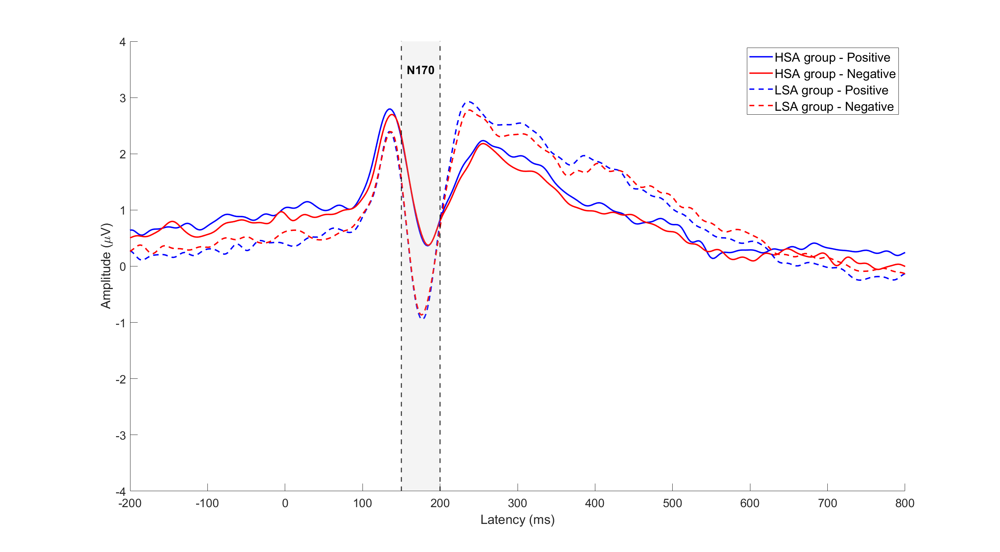 4
3
2
1
0
-1
-2
-3
-4
Amplitude (μV)
N170
HSA group - Positive
HSA group - Negative
LSA group - Positive
LSA group - Negative
-200 -100 0 100 200 300 400 500 600 700 800
Latency (ms)